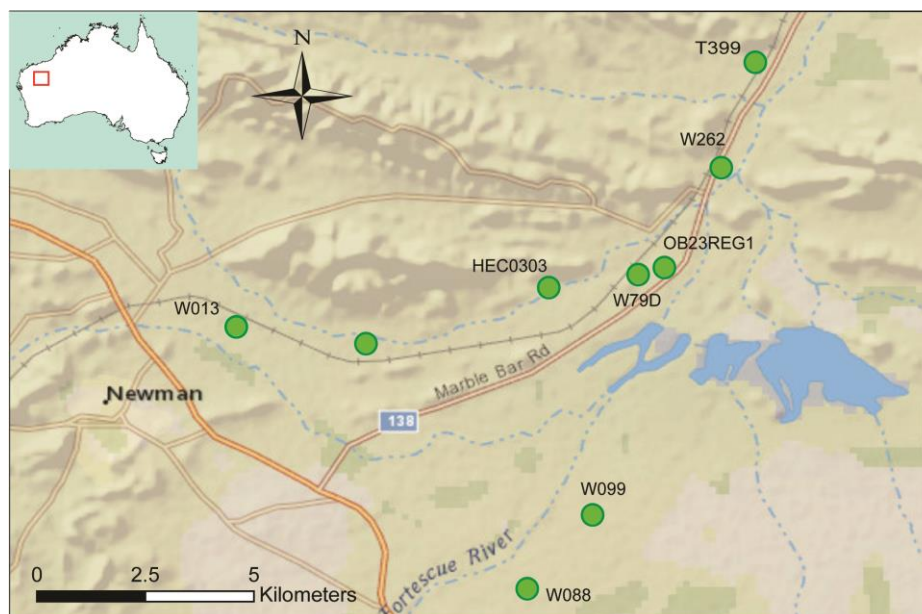 N
T399
W262
OB23REG1
HEC0303
W79D
W013
Marble Bar Rd
Newman
138
W099
Fortescue River
W088
0 2.5 5
Kilometers